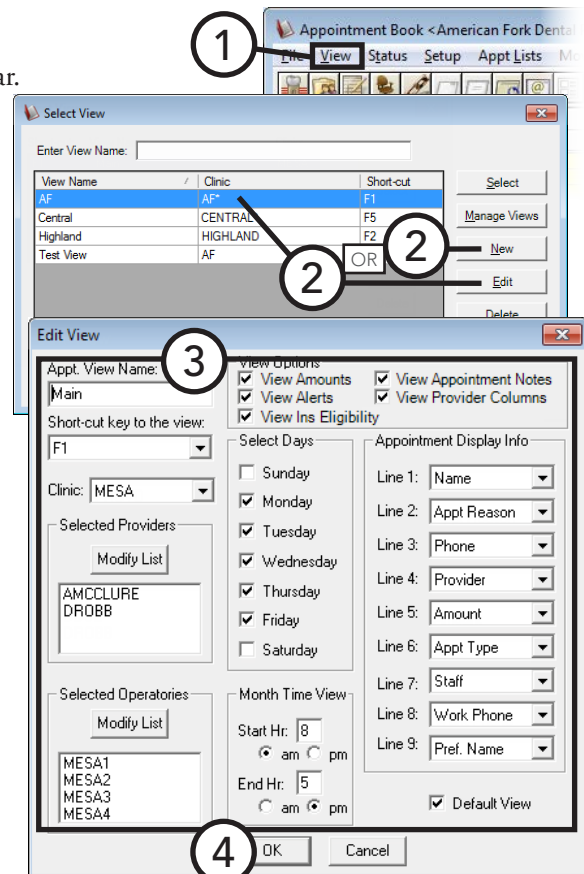 1
Appointment Book <American Fork Dental
File View Status Setup Appt Lists
ar.
Select View
Enter View Name:
View Name / Clinic Short-cut
AF AF* F1
Central CENTRAL F5
Highland HIGHLAND F2
Test View AF
Select
Manage Views
New
Edit
Delete
2
OR
2
Edit View
3
Appt. View Name:
Main
Short-cut key to the view:
F1
Clinic: MESA
Selected Providers
Modify List
AMCCLURE
DROBB
Selected Operatories
Modify List
MESA1
MESA2
MESA3
MESA4
View Options
View Amounts View Appointment Notes
View Alerts View Provider Columns
View Ins Eligibility
Select Days
Sunday
Monday
Tuesday
Wednesday
Thursday
Friday
Saturday
Month Time View
Start Hr: 8
am pm
End Hr: 5
am pm
Appointment Display Info
Line 1: Name
Line 2: Appt Reason
Line 3: Phone
Line 4: Provider
Line 5: Amount
Line 6: Appt Type
Line 7: Staff
Line 8: Work Phone
Line 9: Pref. Name
Default View
4
OK Cancel